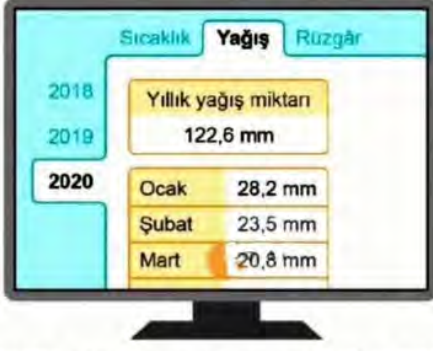 Sıcaklık Yağış Rüzgâr
2018
2019
2020
Yıllık yağış miktarı
122,6 mm
Ocak 28,2 mm
Şubat 23,5 mm
Mart 20,8 mm